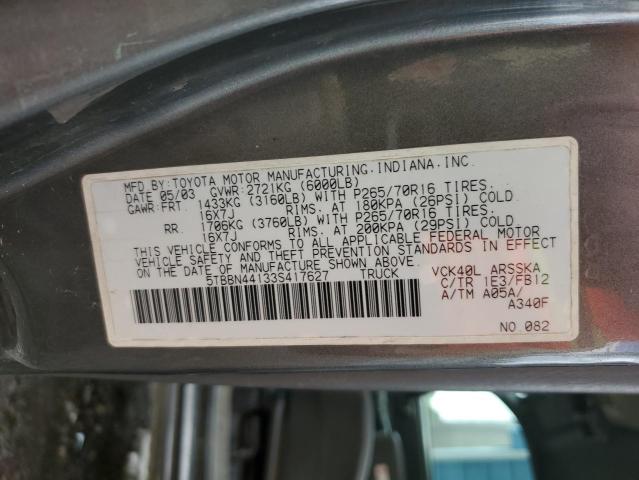 MFD.BY:TOYOTA MOTOR MANUFACTURING,INDIANA,INC.
DATE 05/03 GVWR:2721KG (6000LB)
GAWR:FRT. 1433KG (3160LB) WITH P265/70R16 TIRES.
16X7J RIMS. AT 180KPA (26PSI) COLD.
RR. 1706KG (3760LB) WITH P265/70R16 TIRES.
16X7J RIMS. AT 200KPA (29PSI) COLD.
THIS VEHICLE CONFORMS TO ALL APPLICABLE FEDERAL MOTOR
VEHICLE SAFETY AND THEFT PREVENTION STANDARDS IN EFFECT
ON THE DATE OF MANUFACTURE SHOWN ABOVE.
5TBBN44133S417627 TRUCK
VCK40L ARSSKA
C/TR 1E3/FB12
A/TM A05A/
A340F
NO.082